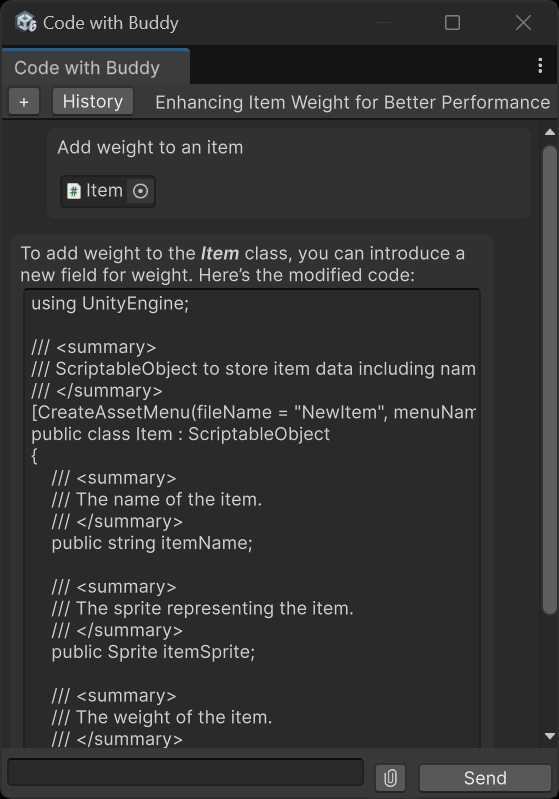 Code with Buddy
Code with Buddy
+ History Enhancing Item Weight for Better Performance
Add weight to an item
# Item
To add weight to the Item class, you can introduce a
new field for weight. Here's the modified code:
using UnityEngine;
/// <summary>
/// ScriptableObject to store item data including nam
/// </summary>
[CreateAssetMenu(fileName = "NewItem", menuNam
public class Item : ScriptableObject
{
/// <summary>
/// The name of the item.
/// </summary>
public string itemName;
/// <summary>
/// The sprite representing the item.
/// </summary>
public Sprite itemSprite;
/// <summary>
/// The weight of the item.
/// </summary>
Send